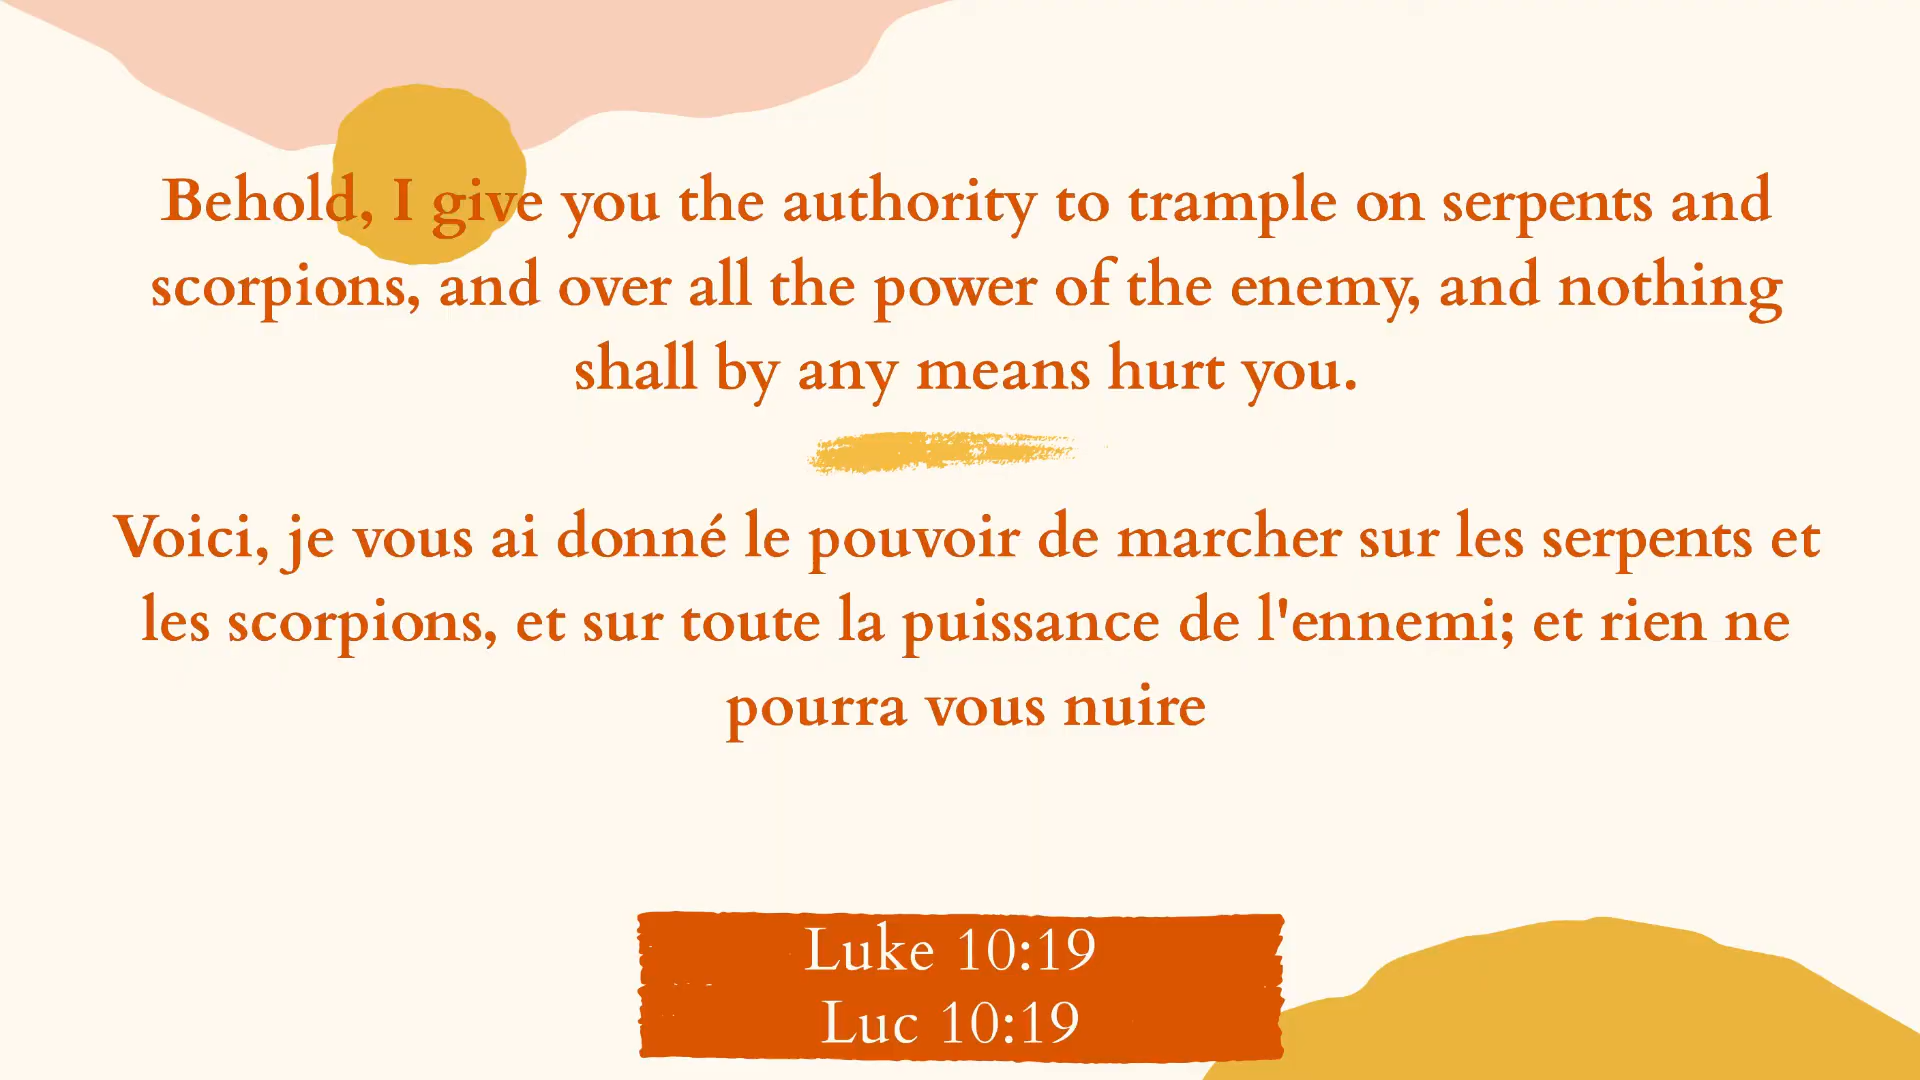 Behold, I give you the authority to trample on serpents and
scorpions, and over all the power of the enemy, and nothing
shall by any means hurt you.
Voici, je vous ai donné le pouvoir de marcher sur les serpents et
les scorpions, et sur toute la puissance de l'ennemi; et rien ne
pourra vous nuire
Luke 10:19
Luc 10:19